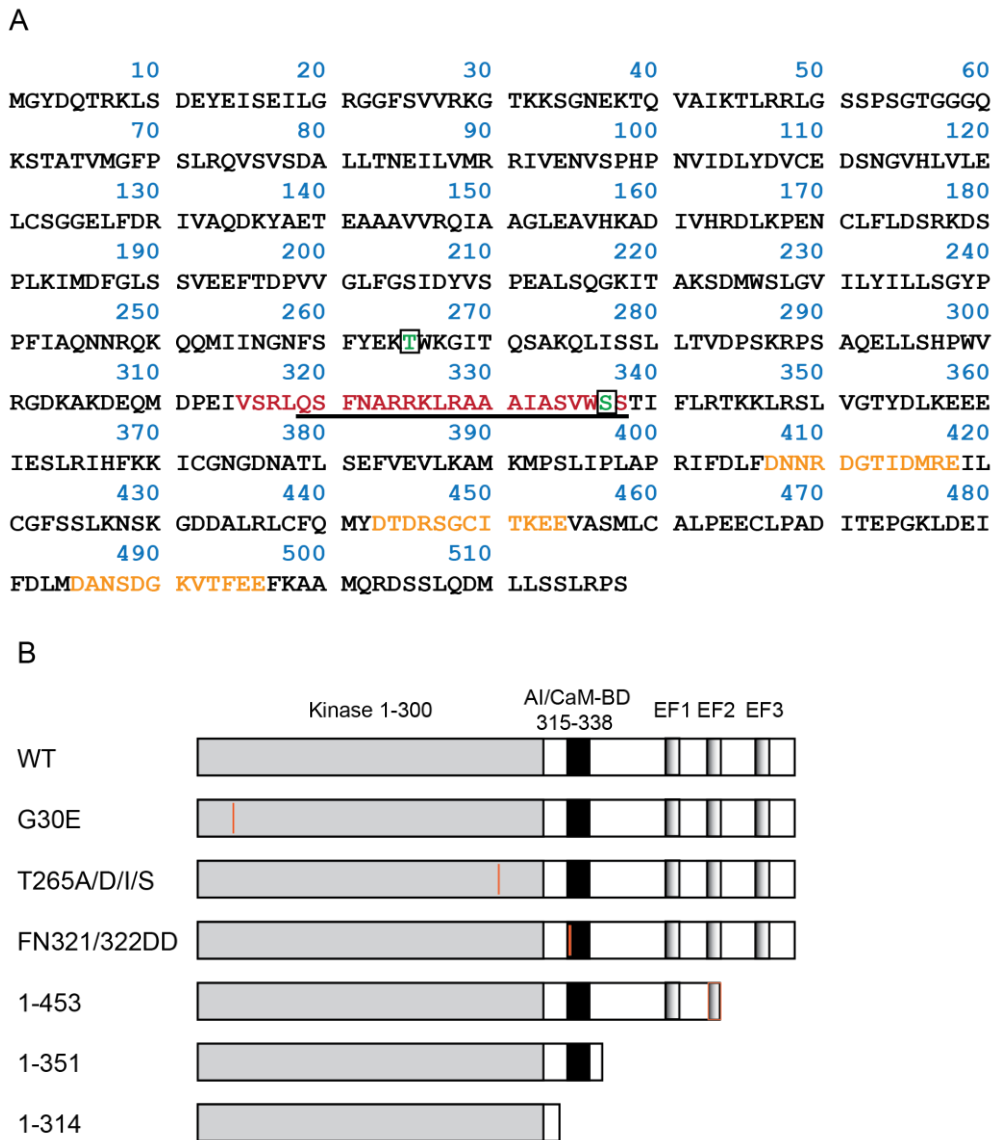 A
10 20 30 40 50 60
MGYDQTRKLS DEYEISEILG RGGFSVVRKG TKKSGNEKTQ VAIKTLRRLG SSPSGTGGGQ
70 80 90 100 110 120
KSTATVMGFP SLRQVSVSDA LLTNEILVMR RIVENVSPHP NVIDLYDVCE DSNGVHLVLE
130 140 150 160 170 180
LCSGGELFDR IVAQDKYAET EAAAVVRQIA AGLEAVHKAD IVHRDLKPEN CLFLDSRKDS
190 200 210 220 230 240
PLKIMDFGLS SVEEFTDPVV GLFGSIDYVS PEALSQGKIT AKSDMWSLGV ILYILLSGYP
250 260 270 280 290 300
PFIAQNNRQK QQMIINGNFS FYEKTWKGIT QSAKQLISSL LTVDPSKRPS AQELLSHPWV
310 320 330 340 350 360
RGDKAKDEQM DPEIVSRLQS FNARRKLRAA AIASVWSSTI FLRTKKLRSL VGTYDLKEEE
370 380 390 400 410 420
IESLRIHFKK ICGNGDNATL SEFVEVLKAM KMPSLIPLAP RIFDLFDNNR DGTIDMREIL
430 440 450 460 470 480
CGFSSLKNSK GDDALRLCFQ MYDTDRSGCI TKEEVASMLC ALPEECLPAD ITEPGKLDEI
490 500 510
FDLMDANSDG KVTFEEFKAA MQRDSSLQDM LLSSLRPS
B
Kinase 1-300 AI/CaM-BD 315-338 EF1 EF2 EF3
WT
G30E
T265A/D/I/S
FN321/322DD
1-453
1-351
1-314